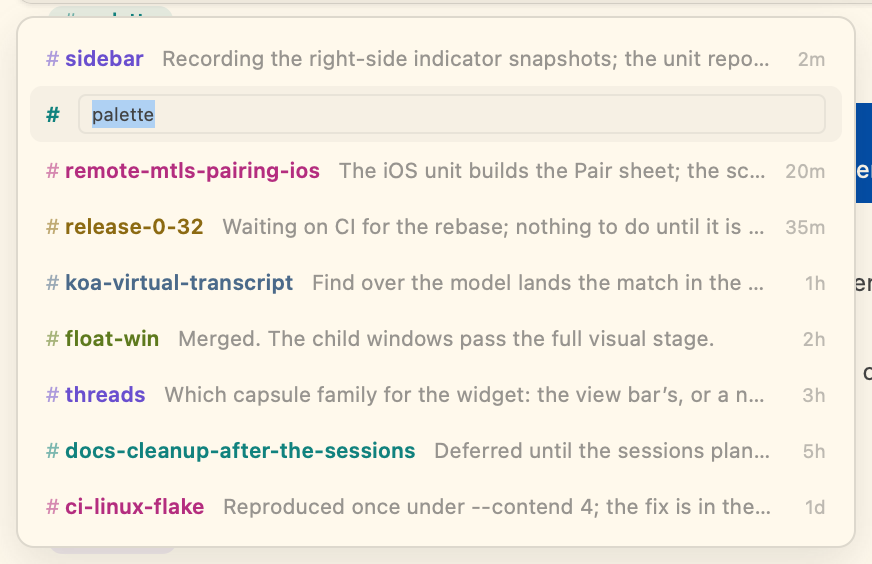 # sidebar Recording the right-side indicator snapshots; the unit repo... 2m
# palette
# remote-mtls-pairing-ios The iOS unit builds the Pair sheet; the sc... 20m
# release-0-32 Waiting on CI for the rebase; nothing to do until it is ... 35m
# koa-virtual-transcript Find over the model lands the match in the ... 1h
# float-win Merged. The child windows pass the full visual stage. 2h
# threads Which capsule family for the widget: the view bar’s, or a n... 3h
# docs-cleanup-after-the-sessions Deferred until the sessions plan... 5h
# ci-linux-flake Reproduced once under --contend 4; the fix is in the... 1d